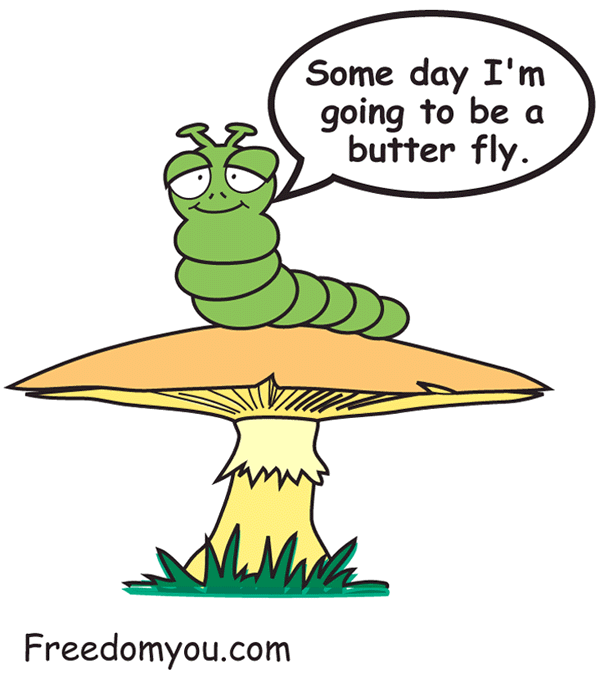 Some day I'm
going to be a
butter fly.
Freedomyou.com